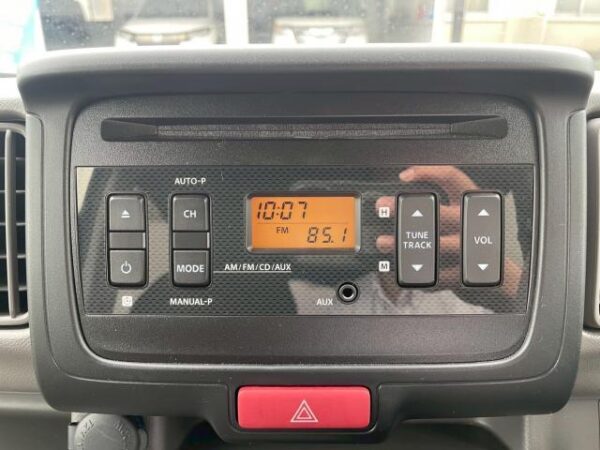 AUTO-P
CH
10:07
FM 85.1
H
TUNE
TRACK
VOL
MODE
AM/FM/CD/AUX
M
MANUAL-P
AUX